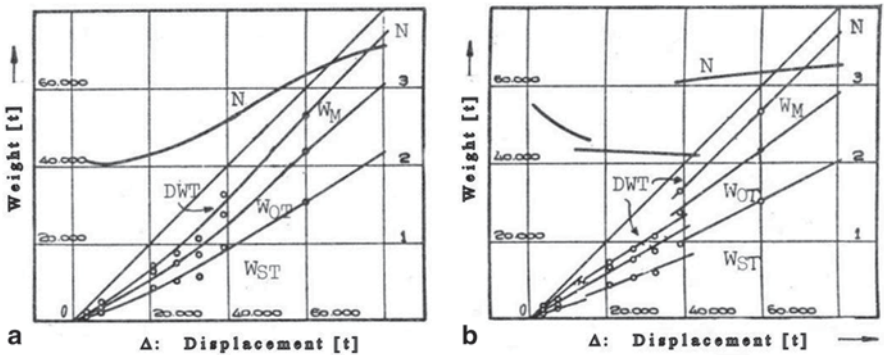 N
60.000
3
N
W_M
Weight [t]
40.000
2
DWT
W_OT
20.000
1
W_ST
0
20.000
40.000
60.000
a
Δ: Displacement [t]
N
60.000
N
3
W_M
Weight [t]
40.000
2
DWT
W_OT
20.000
1
W_ST
0
20.000
40.000
60.000
b
Δ: Displacement [t]